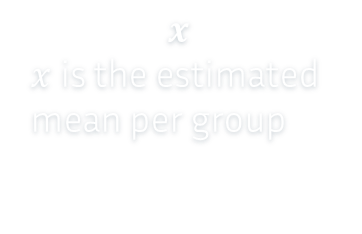 x
x is the estimated
mean per group